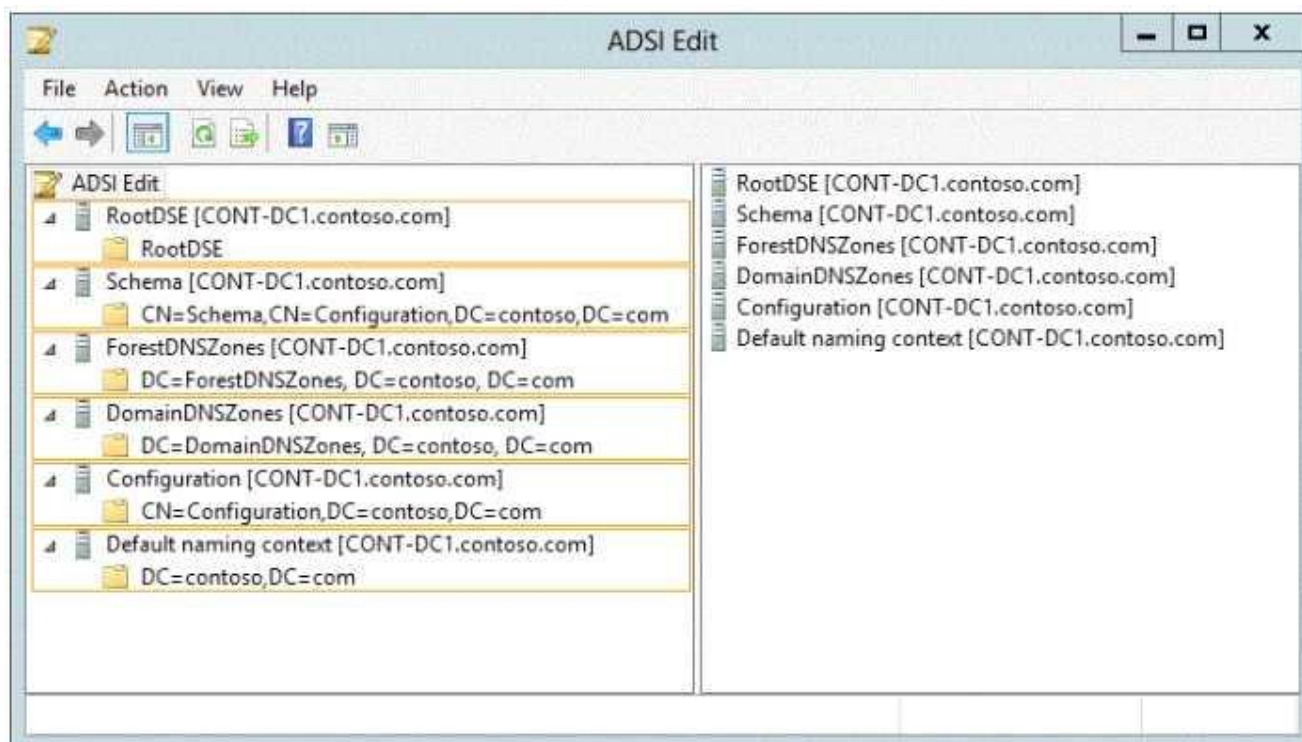 ADSI Edit
File Action View Help
ADSI Edit
RootDSE [CONT-DC1.contoso.com]
RootDSE
Schema [CONT-DC1.contoso.com]
CN=Schema,CN=Configuration,DC=contoso,DC=com
ForestDNSZones [CONT-DC1.contoso.com]
DC=ForestDNSZones, DC=contoso, DC=com
DomainDNSZones [CONT-DC1.contoso.com]
DC=DomainDNSZones, DC=contoso, DC=com
Configuration [CONT-DC1.contoso.com]
CN=Configuration,DC=contoso,DC=com
Default naming context [CONT-DC1.contoso.com]
DC=contoso,DC=com
RootDSE [CONT-DC1.contoso.com]
Schema [CONT-DC1.contoso.com]
ForestDNSZones [CONT-DC1.contoso.com]
DomainDNSZones [CONT-DC1.contoso.com]
Configuration [CONT-DC1.contoso.com]
Default naming context [CONT-DC1.contoso.com]